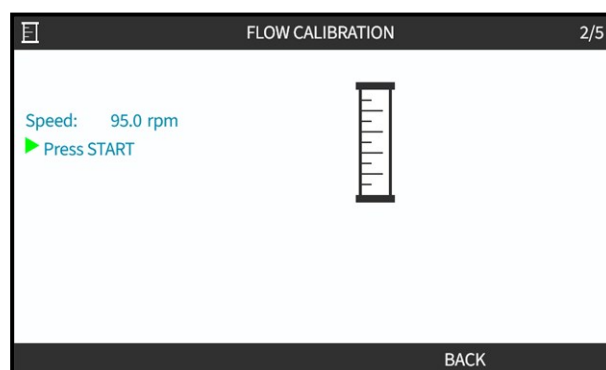 FLOW CALIBRATION 2/5
Speed: 95.0 rpm
Press START
BACK